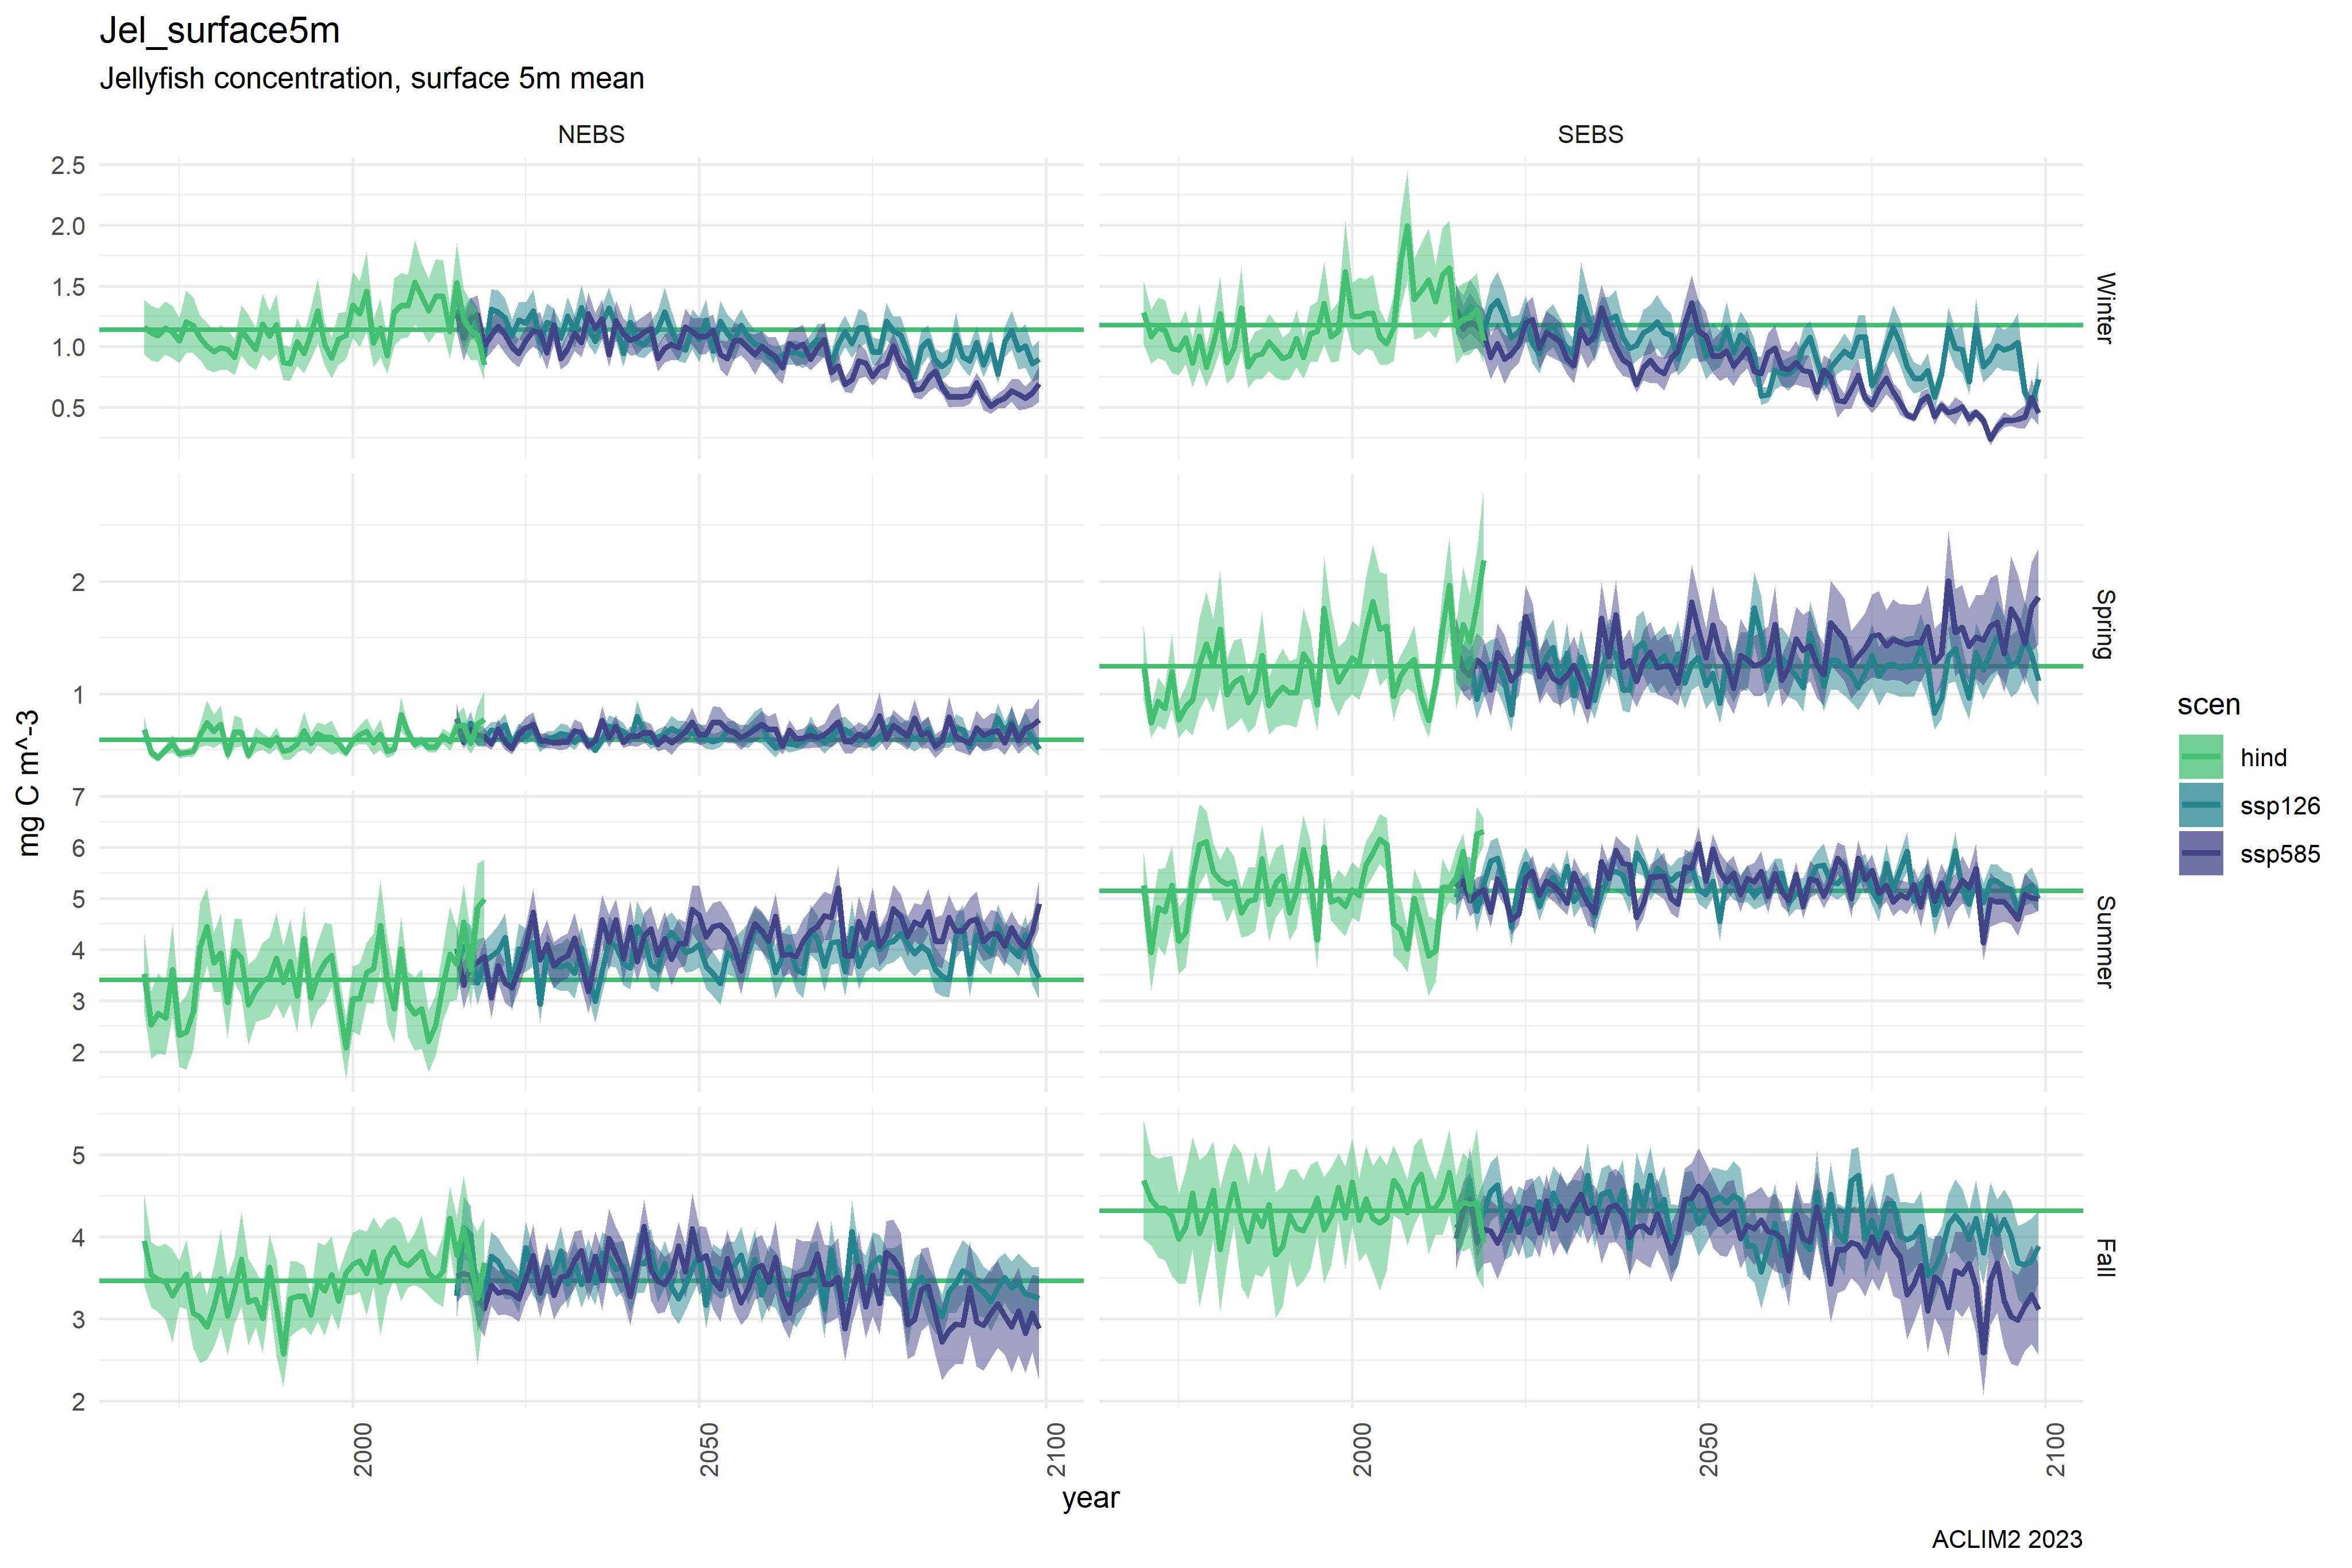 Jel_surface5m
Jellyfish concentration, surface 5m mean
NEBS
SEBS
2.5
2.0
1.5
1.0
0.5
Winter
2
1
Spring
7
6
5
4
3
2
Summer
5
4
3
2
Fall
mg C m^-3
2000
2050
2100
2000
2050
2100
year
scen
hind
ssp126
ssp585
ACLIM2 2023